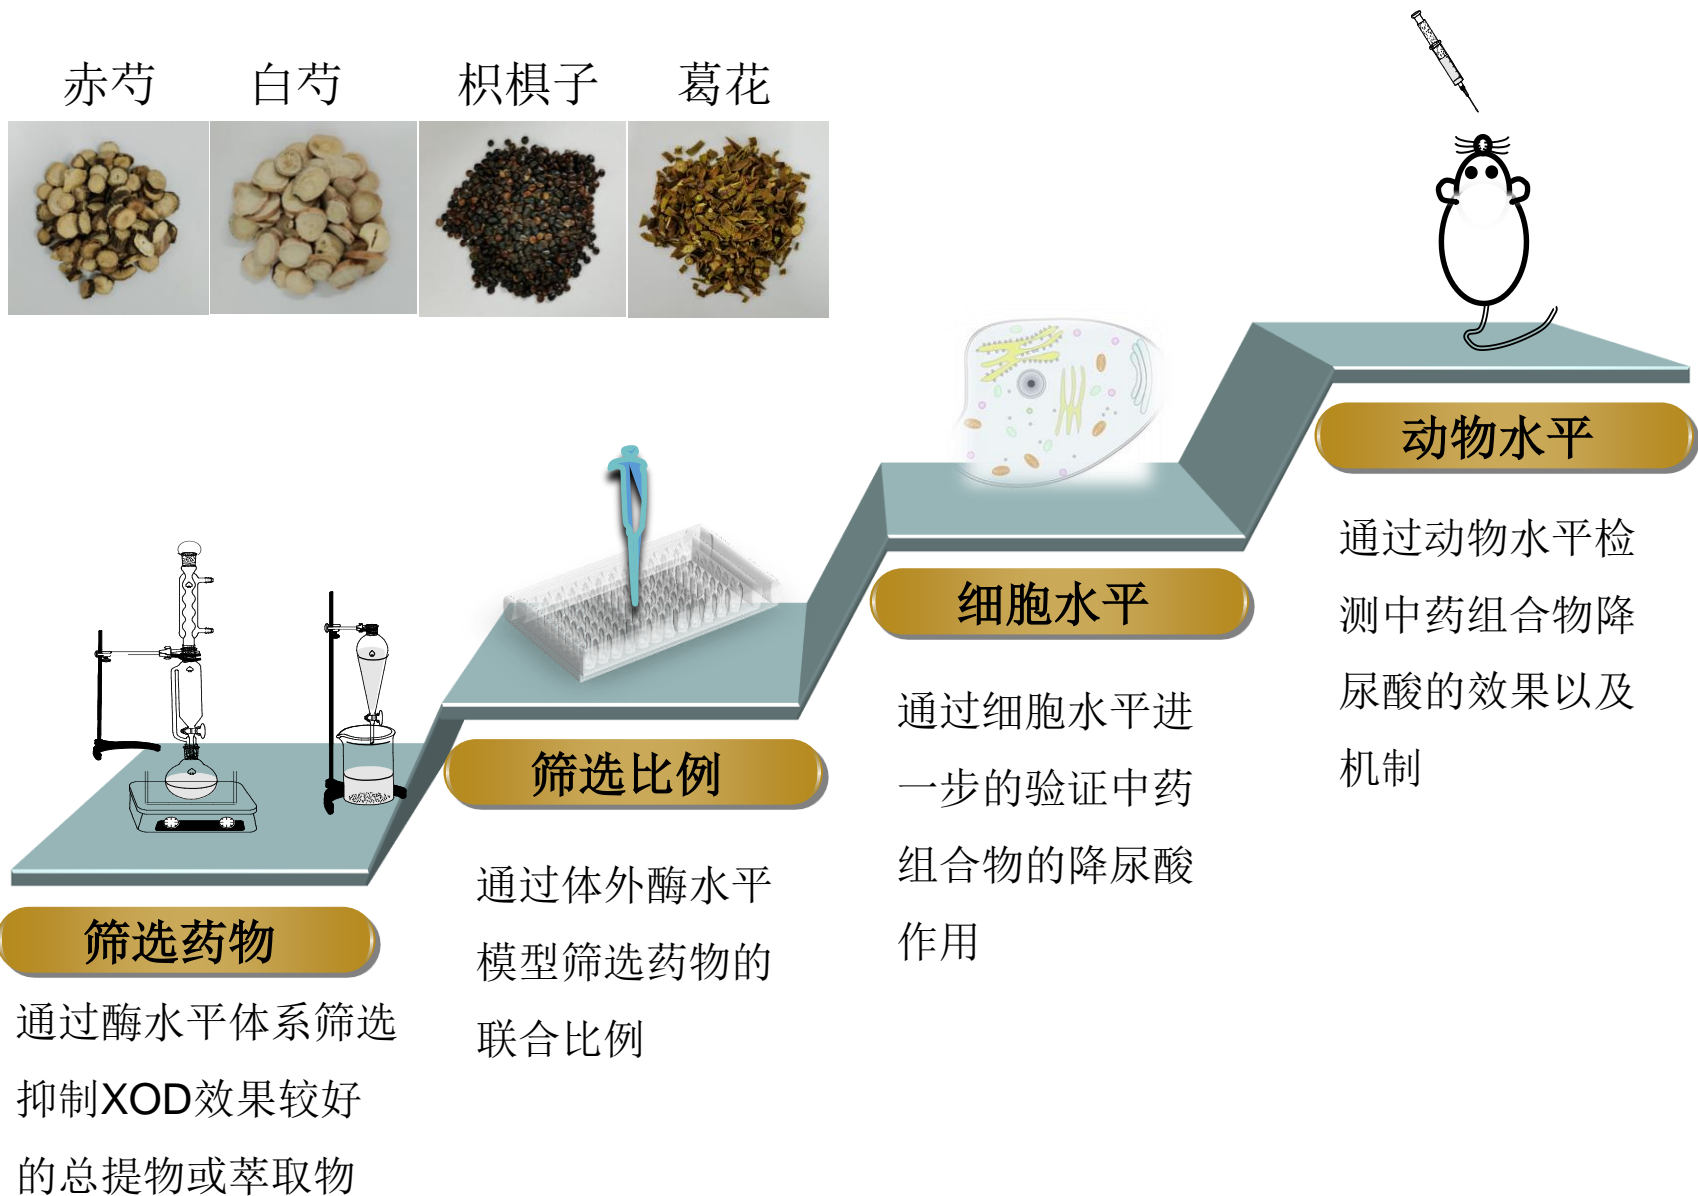 赤芍 白芍 枳椇子 葛花
筛选药物
通过酶水平体系筛选
抑制XOD效果较好
的总提物或萃取物
筛选比例
通过体外酶水平
模型筛选药物的
联合比例
细胞水平
通过细胞水平进
一步的验证中药
组合物的降尿酸
作用
动物水平
通过动物水平检
测中药组合物降
尿酸的效果以及
机制